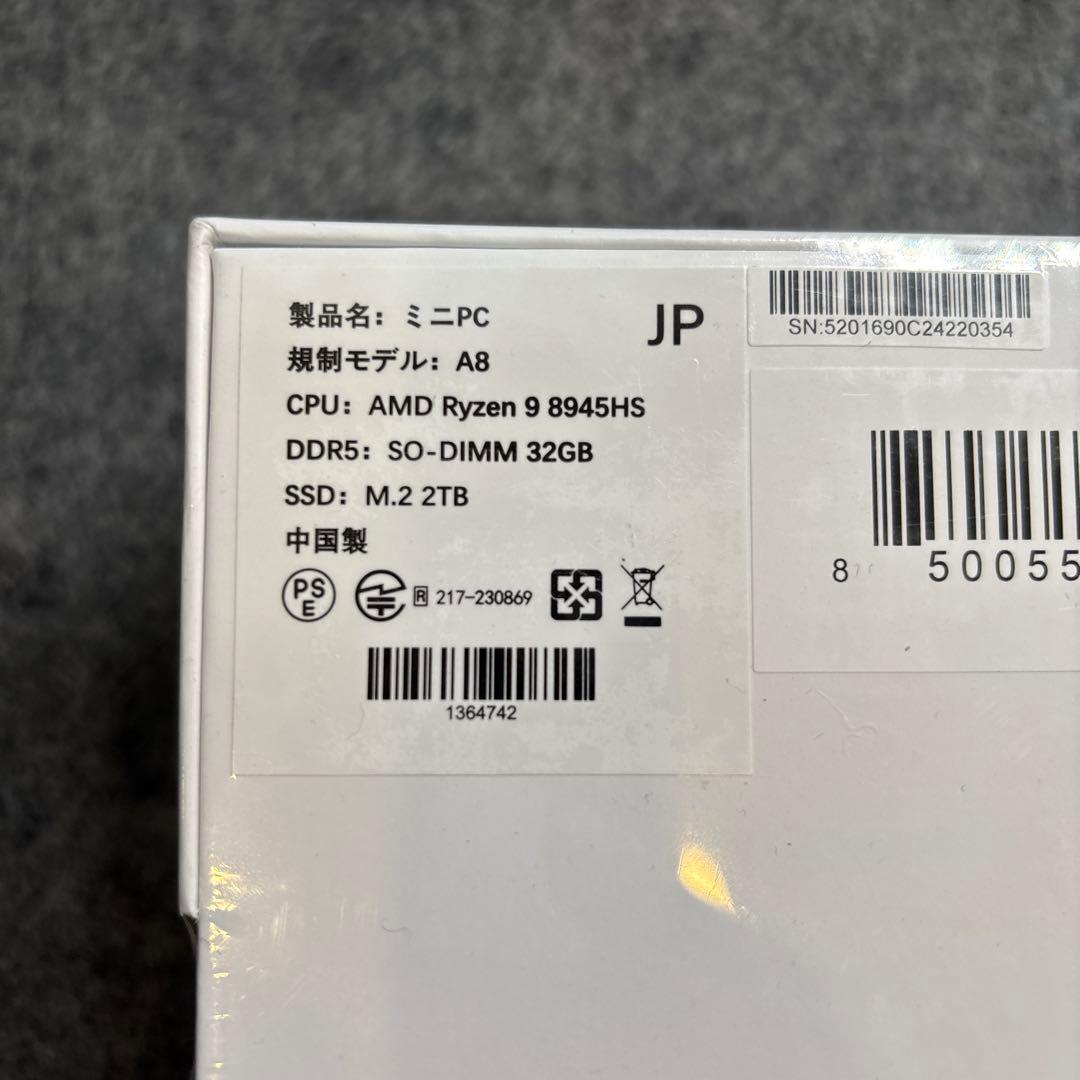 製品名：ミニPC
JP
規制モデル：A8
CPU：AMD Ryzen 9 8945HS
DDR5：SO-DIMM 32GB
SSD：M.2 2TB
中国製
PSE
R 217-230869
1364742
SN:5201690C24220354
8 50055